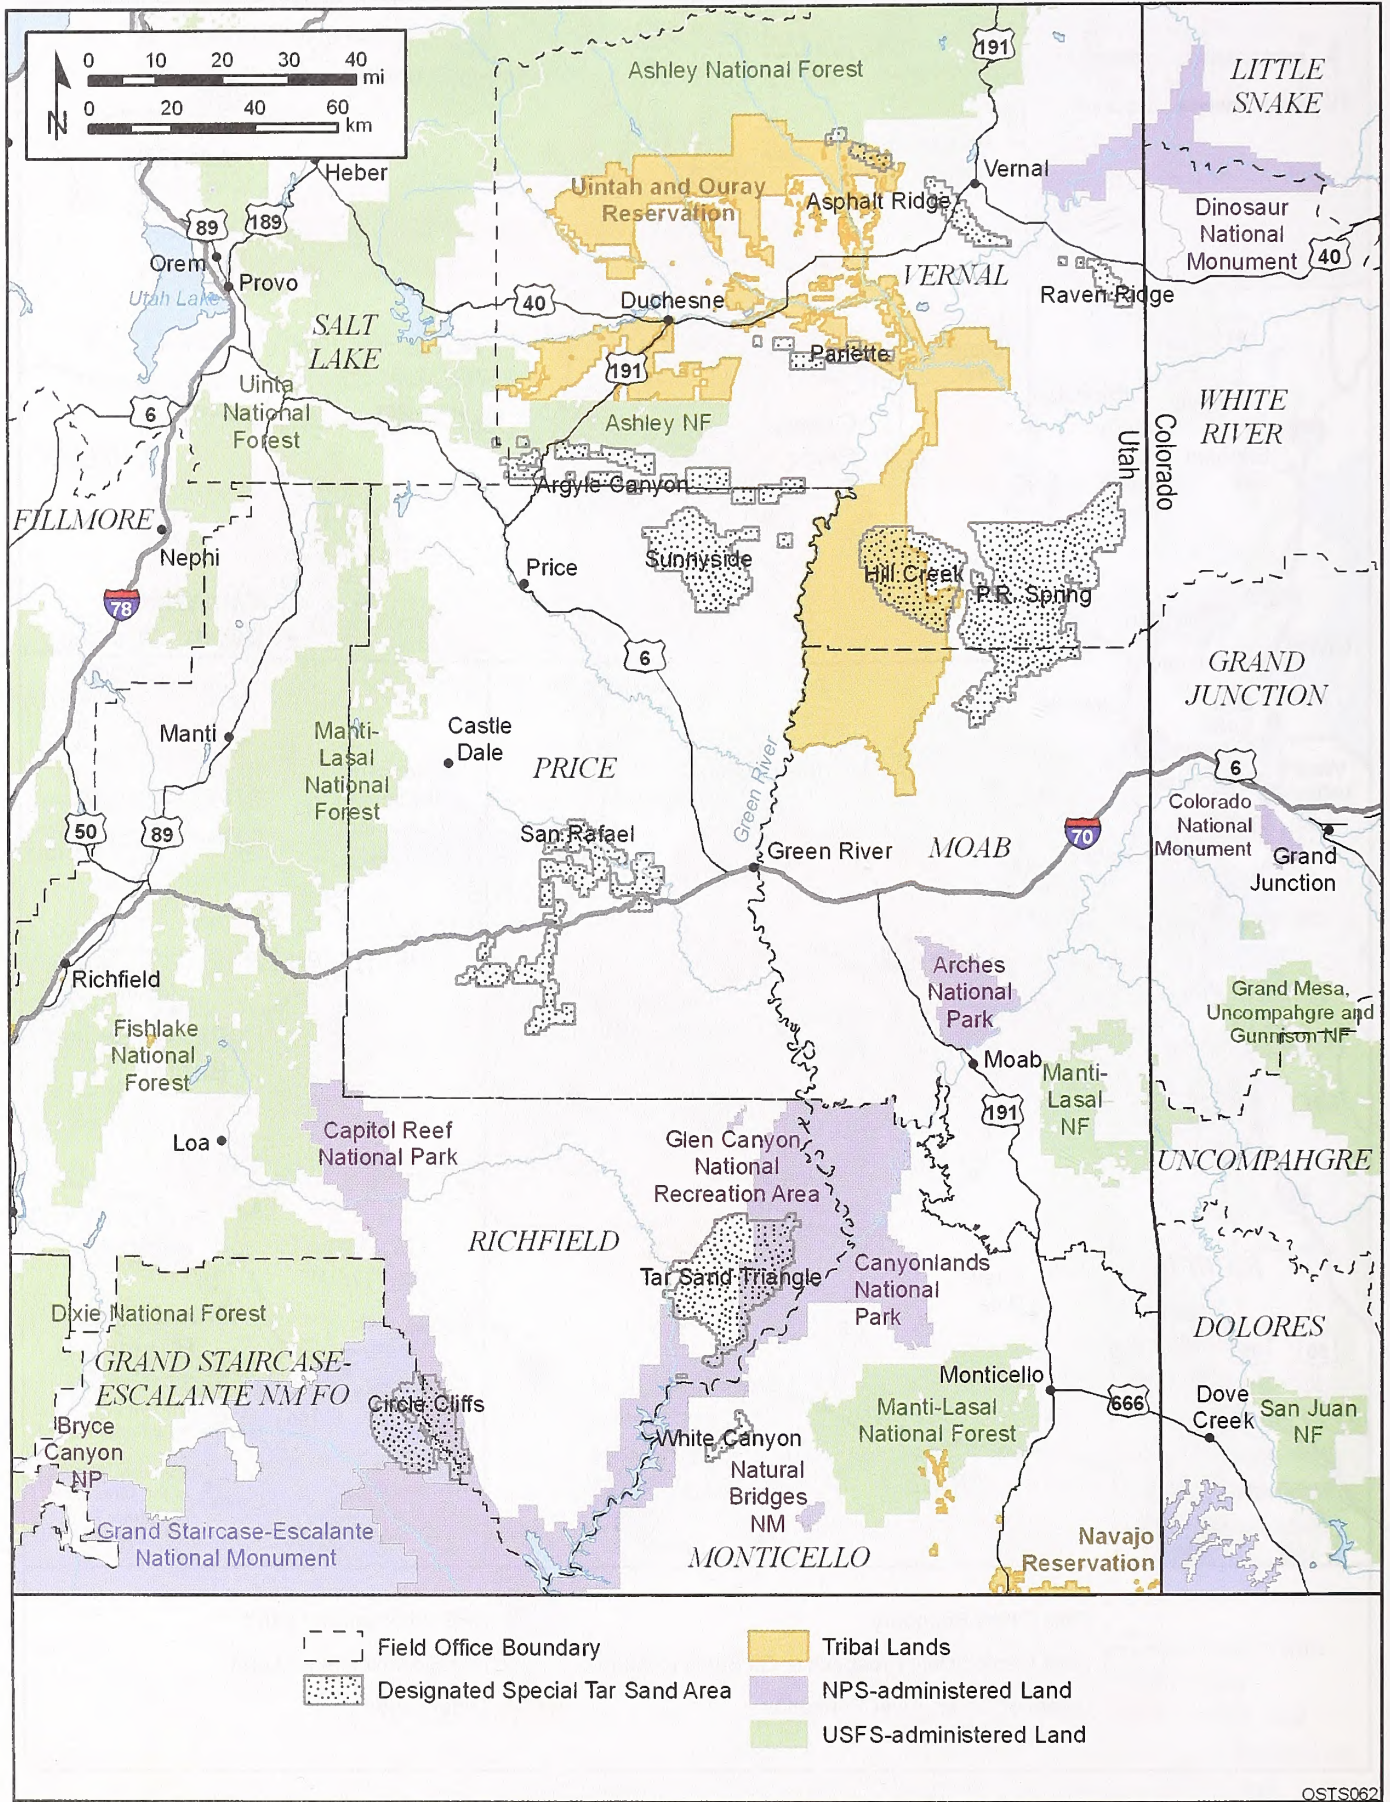 0 10 20 30 40
mi
0 20 40 60
km
N
191
Ashley National Forest
LITTLE
SNAKE
Heber
Vernal
Uintah and Ouray
Reservation
Asphalt Ridge
89
189
Dinosaur
National
Monument
40
Orem
Provo
Utah Lake
VERNAL
Raven Ridge
40
Duchesne
SALT
LAKE
Pariette
191
Uinta
National
Forest
6
Ashley NF
WHITE
RIVER
Utah
Colorado
Argyle Canyon
FILLMORE
Nephi
Price
Sunnyside
Hill Creek
P.R. Spring
78
6
GRAND
JUNCTION
Manti
Manti-
Lasal
National
Forest
Castle
Dale
PRICE
Green River
6
Colorado
National
Monument
Grand
Junction
50
89
San Rafael
Green River
MOAB
70
Richfield
Arches
National
Park
Grand Mesa,
Uncompahgre and
Gunnison NF
Fishlake
National
Forest
Moab
Manti-
Lasal
NF
191
Loa
Capitol Reef
National Park
Glen Canyon
National
Recreation Area
UNCOMPAHGRE
RICHFIELD
Tar Sand Triangle
Canyonlands
National
Park
Dixie National Forest
DOLORES
GRAND STAIRCASE-
ESCALANTE NM FO
Circle Cliffs
Monticello
666
Dove
Creek
San Juan
NF
Bryce
Canyon
NP
White Canyon
Manti-Lasal
National Forest
Natural
Bridges
NM
Grand Staircase-Escalante
National Monument
MONTICELLO
Navajo
Reservation
Field Office Boundary
Tribal Lands
Designated Special Tar Sand Area
NPS-administered Land
USFS-administered Land
OSTS062